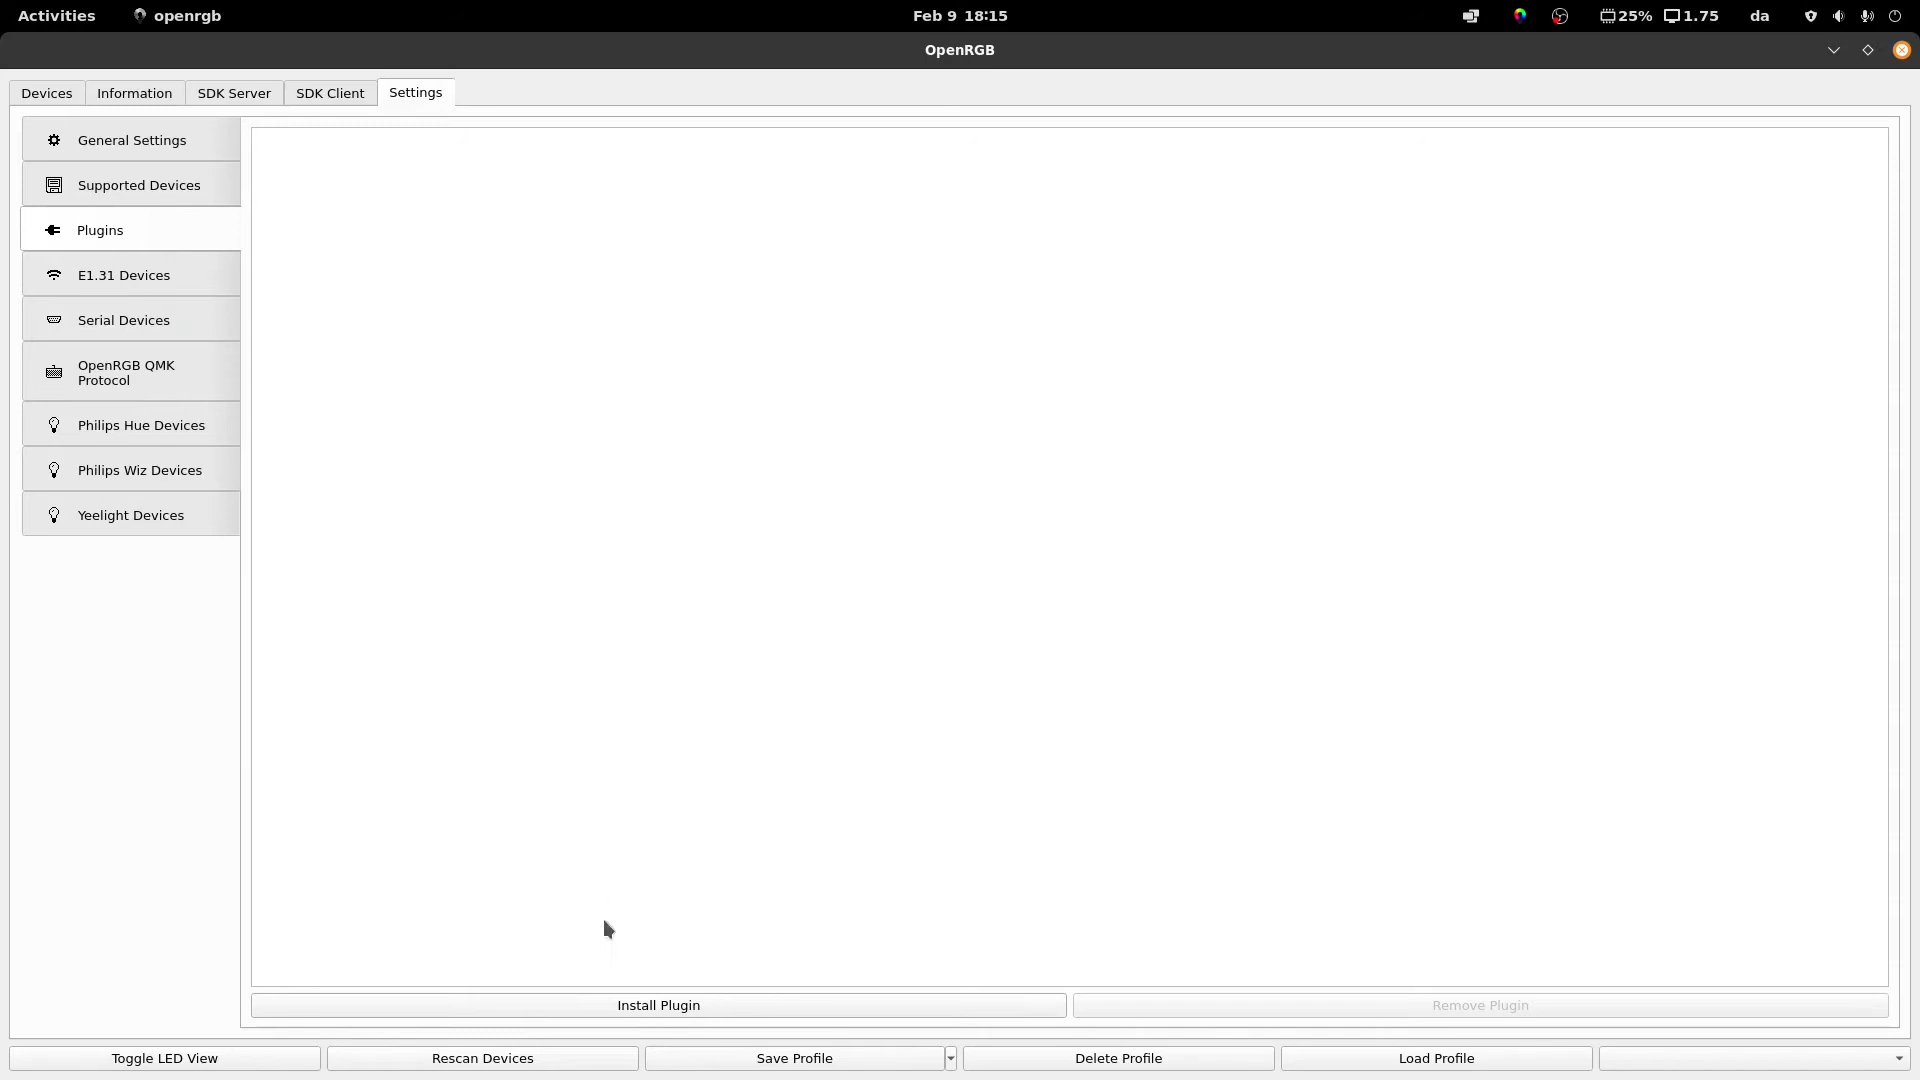 Activities
openrgb
Feb 9 18:15
25%
1.75
da
OpenRGB
Devices
Information
SDK Server
SDK Client
Settings
General Settings
Supported Devices
Plugins
E1.31 Devices
Serial Devices
OpenRGB QMK
Protocol
Philips Hue Devices
Philips Wiz Devices
Yeelight Devices
Install Plugin
Remove Plugin
Toggle LED View
Rescan Devices
Save Profile
Delete Profile
Load Profile